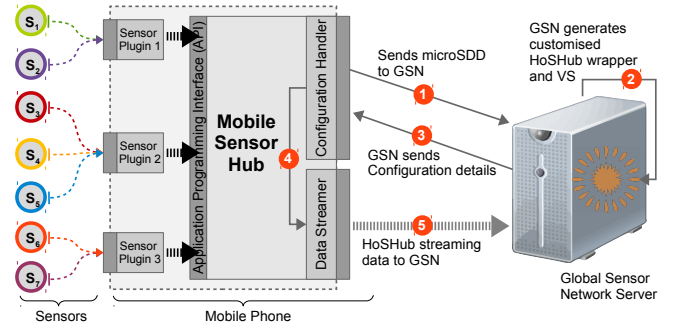 S1
S2
S3
S4
S5
S6
S7
Sensors
Sensor
Plugin 1
Sensor
Plugin 2
Sensor
Plugin 3
Application Programming Interface (API)
Mobile
Sensor
Hub
Configuration Handler
Data Streamer
4
Mobile Phone
Sends microSDD
to GSN
1
3
GSN sends
Configuration details
5
HoSHub streaming
data to GSN
GSN generates
customised
HoSHub wrapper
and VS
2
Global Sensor
Network Server